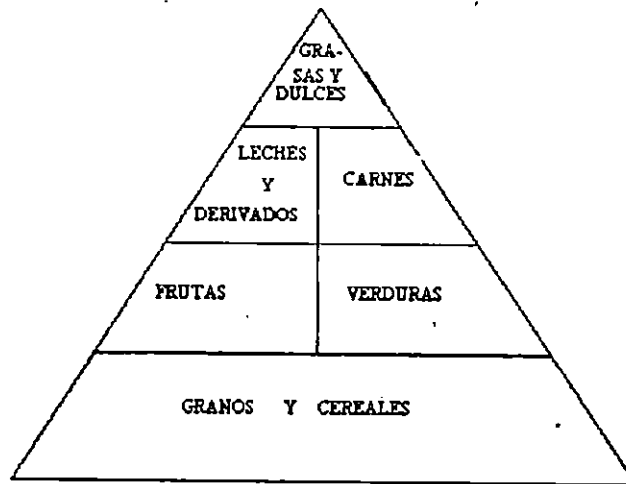 GRA-
SAS Y
DULCES
LECHES
Y
DERIVADOS
CARNES
FRUTAS
VERDURAS
GRANOS Y CEREALES